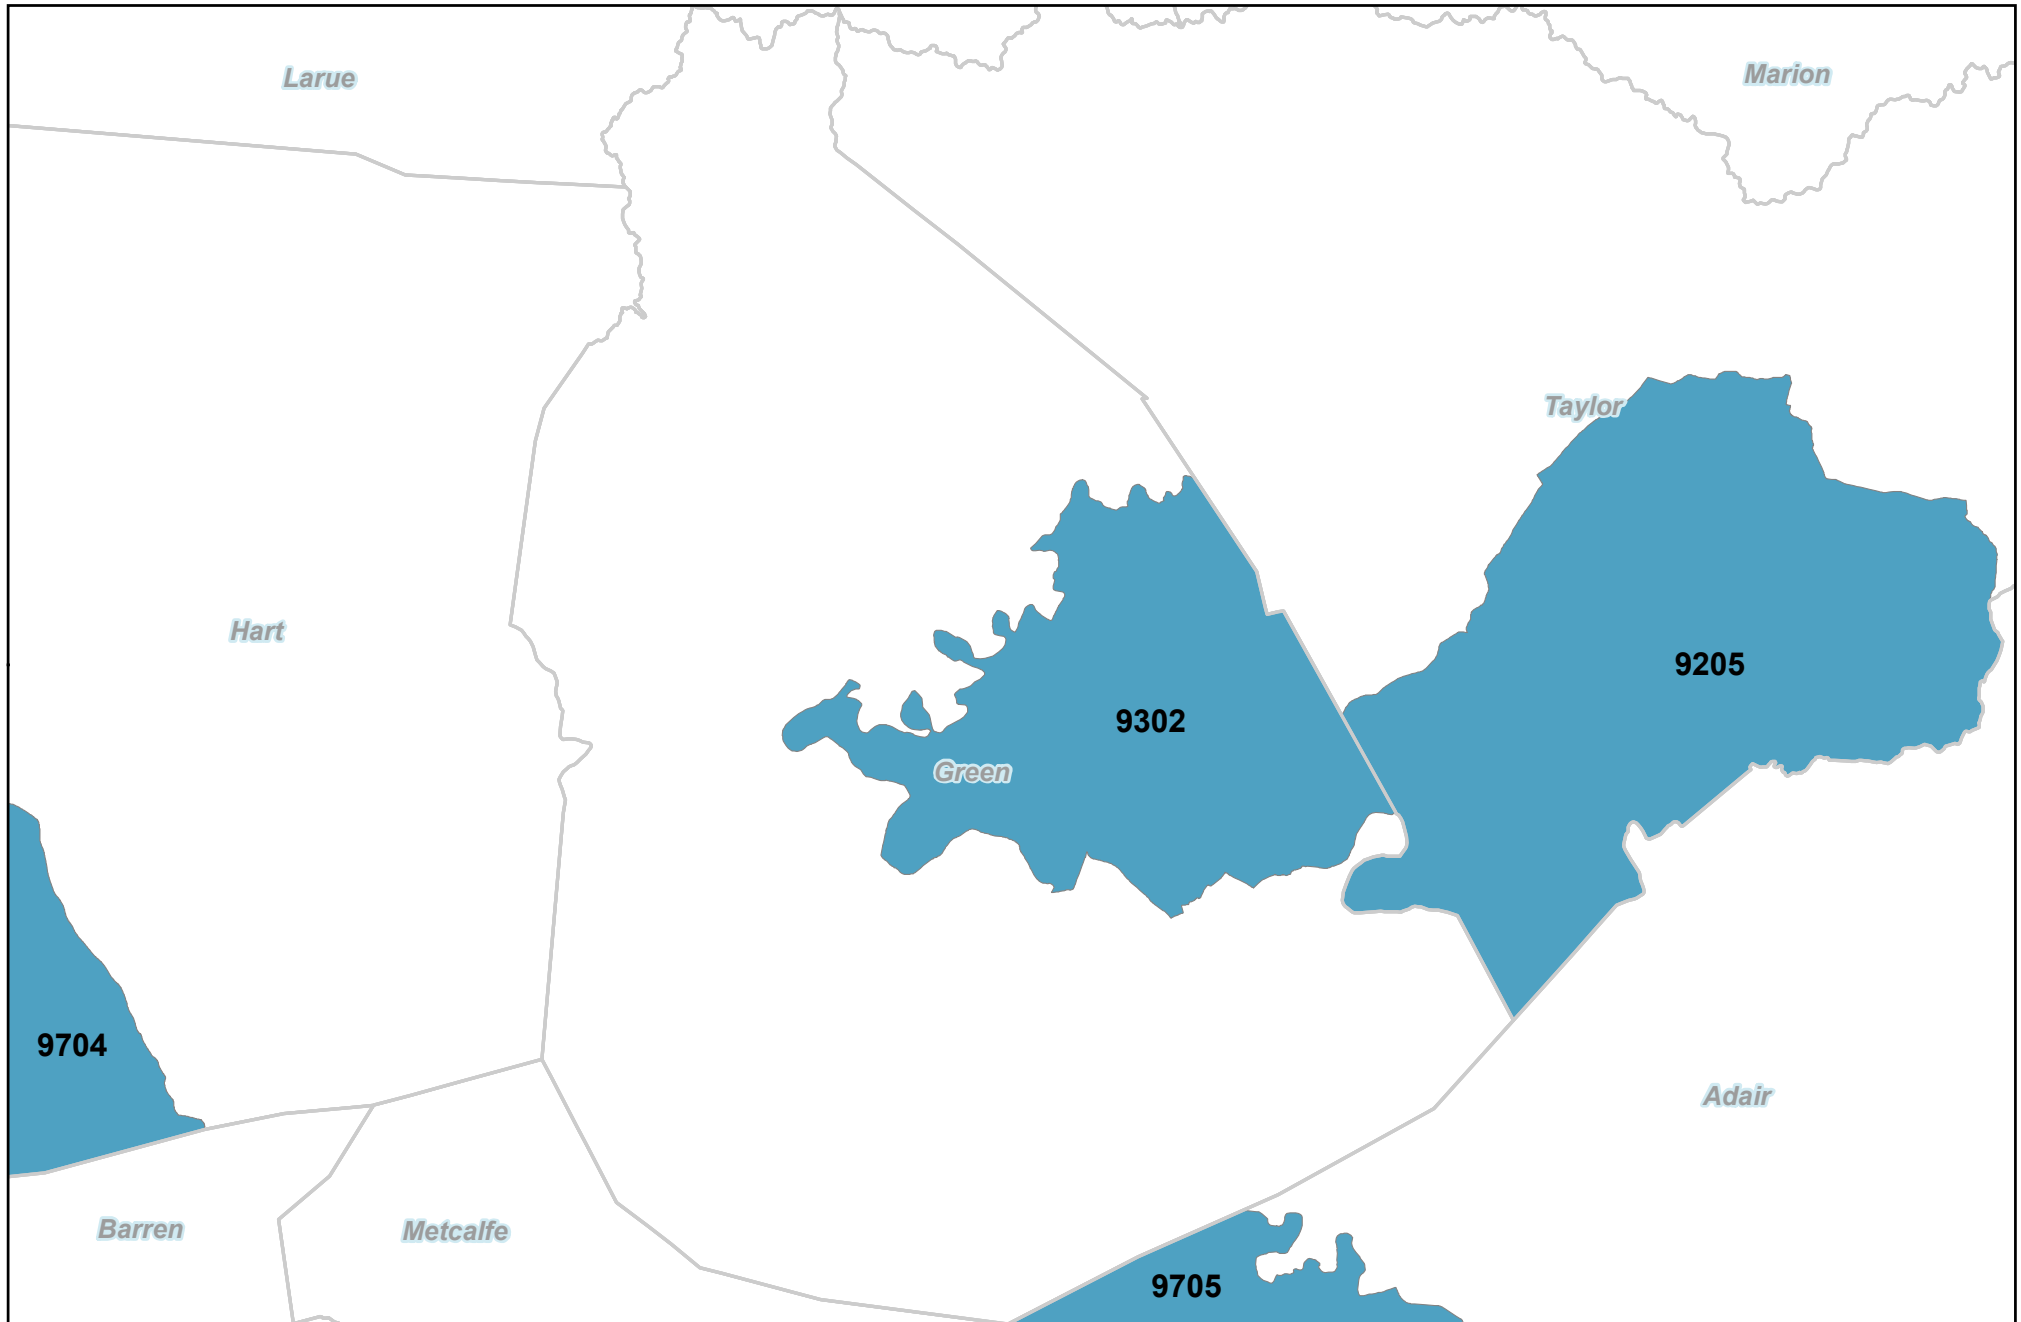 Larue
Marion
Taylor
Hart
9205
9302
Green
9704
Adair
Barren
Metcalfe
9705